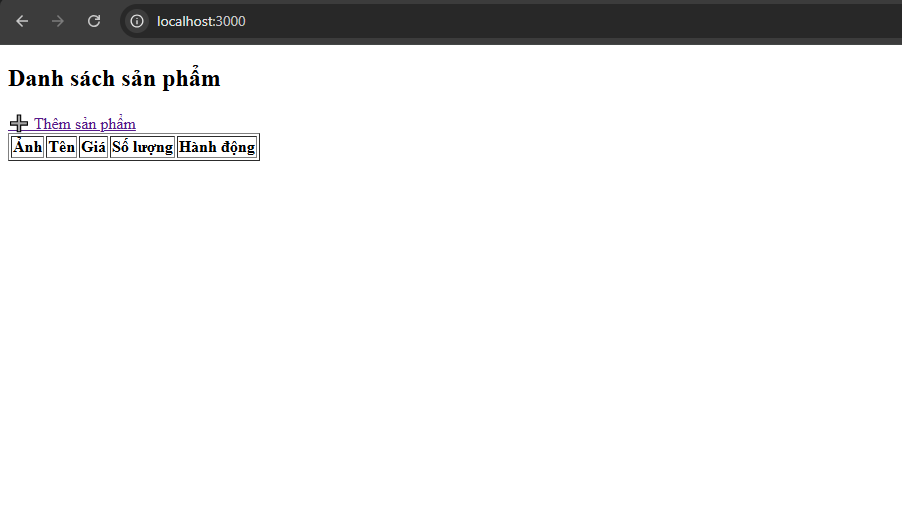 localhost:3000
Danh sách sản phẩm
➕ Thêm sản phẩm
Ảnh Tên Giá Số lượng Hành động